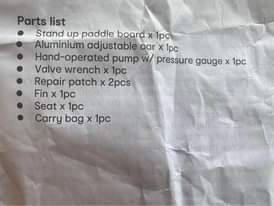 Parts list
● Stand up paddle board x 1pc
● Aluminium adjustable oar x 1pc
● Hand-operated pump w/ pressure gauge x 1pc
● Valve wrench x 1pc
● Repair patch x 2pcs
● Fin x 1pc
● Seat x 1pc
● Carry bag x 1pc